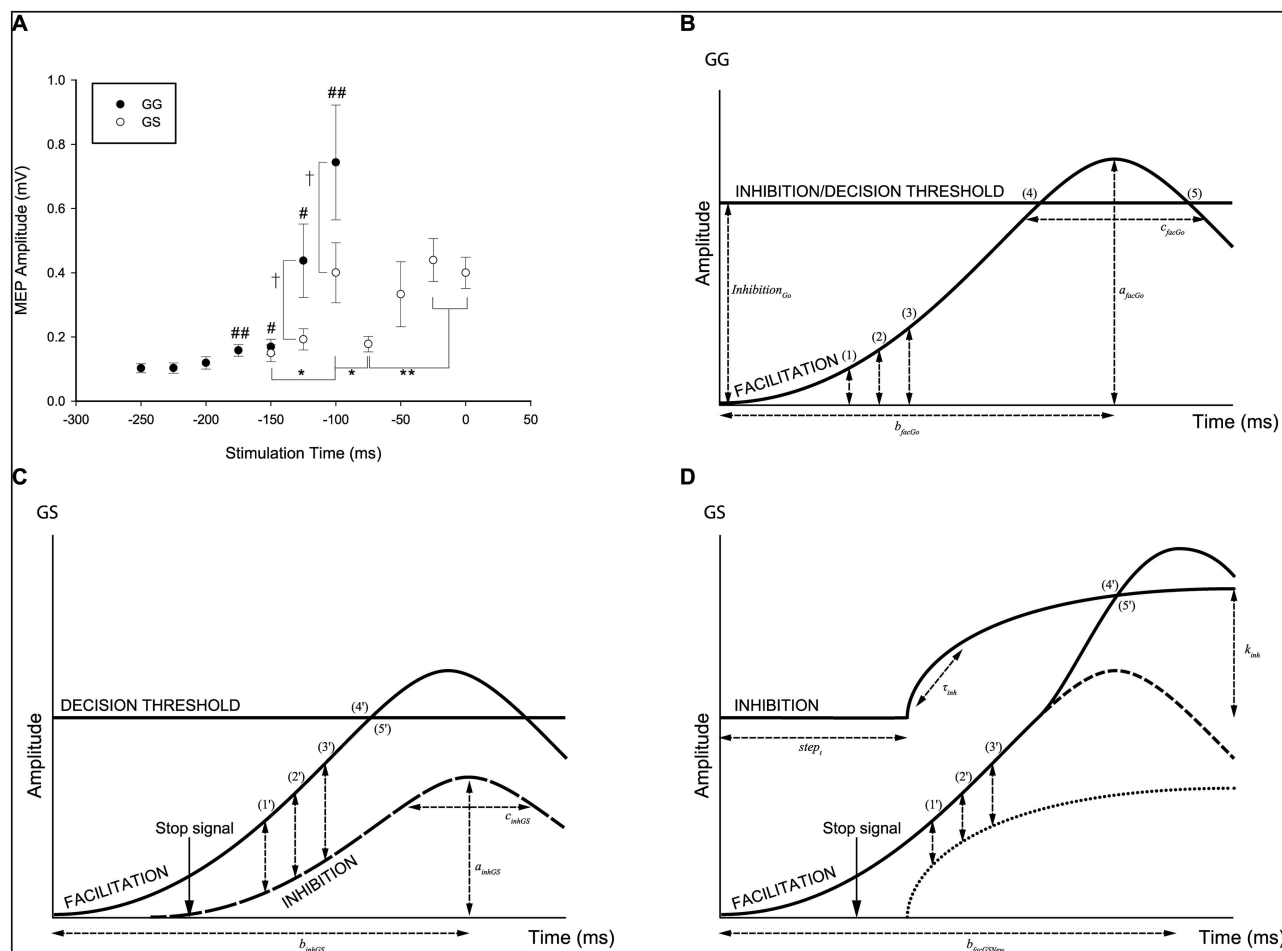 A
1.0
0.8
0.6
0.4
0.2
0.0
MEP Amplitude (mV)
GG
GS
##
#
##
#
†
†
*
*
**
-300
-250
-200
-150
-100
-50
0
50
Stimulation Time (ms)
B
GG
Amplitude
INHIBITION/DECISION THRESHOLD
(4)
(5)
c_facGo
Inhibition_Go
a_facGo
(3)
(2)
(1)
FACILITATION
b_facGo
Time (ms)
C
GS
Amplitude
DECISION THRESHOLD
(4')
(5')
(3')
(2')
(1')
Stop signal
c_inhGS
a_inhGS
FACILITATION
INHIBITION
b_inhGS
Time (ms)
D
GS
Amplitude
(4')
(5')
k_inh
τ_inh
INHIBITION
step_t
(3')
(2')
(1')
Stop signal
FACILITATION
b_facGSNew
Time (ms)